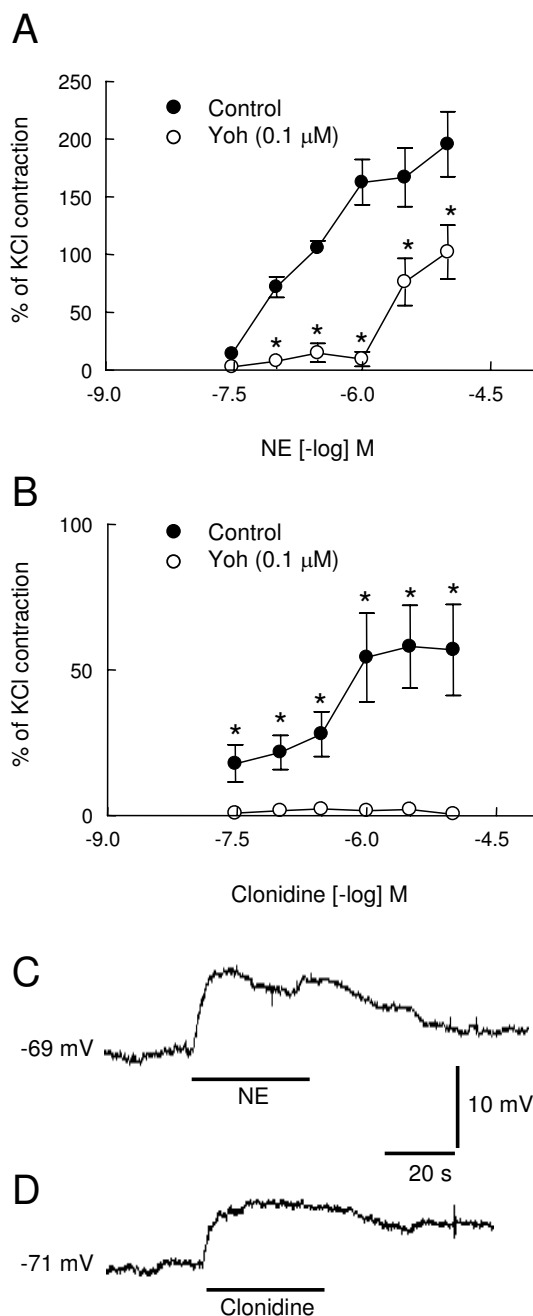 A
250
200
150
100
50
0
% of KCl contraction
Control
Yoh (0.1 µM)
* * * * *
-9.0 -7.5 -6.0 -4.5
NE [-log] M
B
100
50
0
% of KCl contraction
Control
Yoh (0.1 µM)
* * * * * *
-9.0 -7.5 -6.0 -4.5
Clonidine [-log] M
C
-69 mV
NE
10 mV
20 s
D
-71 mV
Clonidine